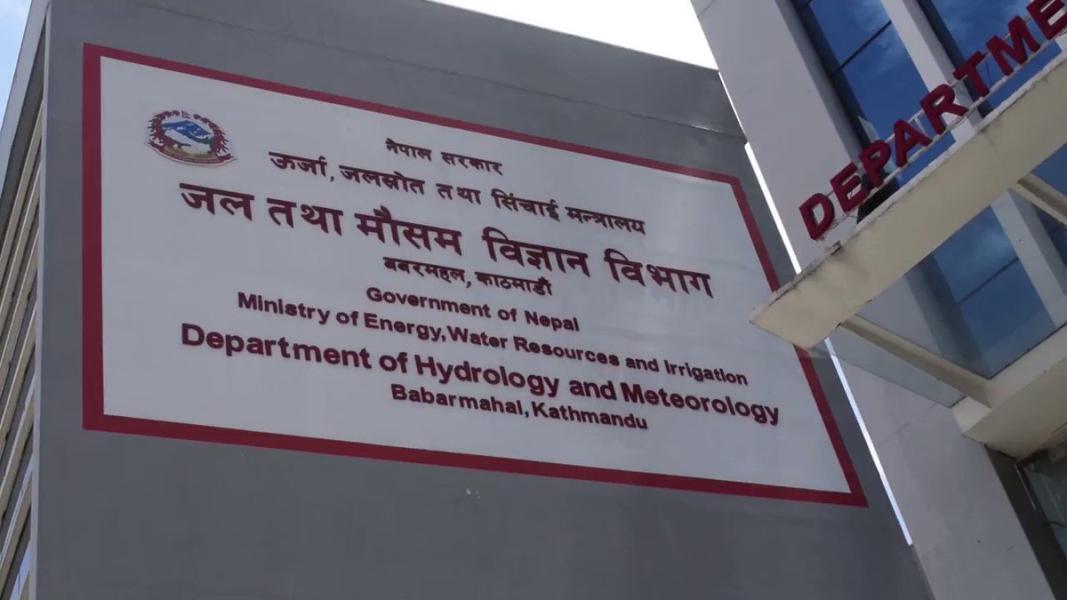 नेपाल सरकार
ऊर्जा, जलस्रोत तथा सिंचाई मन्त्रालय
जल तथा मौसम विज्ञान विभाग
बबरमहल, काठमाडौं
Government of Nepal
Ministry of Energy, Water Resources and Irrigation
Department of Hydrology and Meteorology
Babarmahal, Kathmandu
DEPARTME